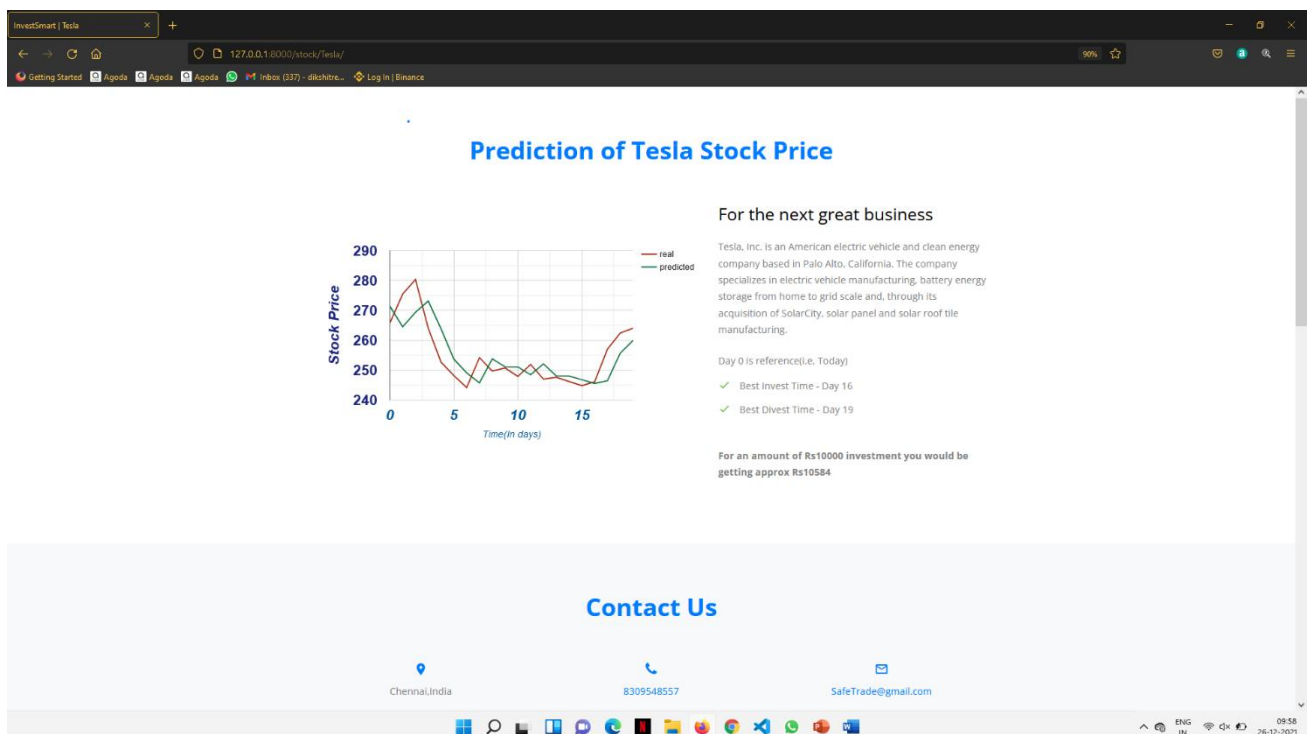 InvestSmart | Tesla
127.0.0.1:8000/stock/Tesla/
90%
Getting Started
Agoda
Agoda
Agoda
Inbox (337) - dikshitre...
Log In | Binance
Prediction of Tesla Stock Price
290
280
270
260
250
240
Stock Price
0 5 10 15
Time(In days)
real
predicted
For the next great business
Tesla, Inc. is an American electric vehicle and clean energy
company based in Palo Alto, California. The company
specializes in electric vehicle manufacturing, battery energy
storage from home to grid scale and, through its
acquisition of SolarCity, solar panel and solar roof tile
manufacturing.
Day 0 is reference(i.e, Today)
Best Invest Time - Day 16
Best Divest Time - Day 19
For an amount of Rs10000 investment you would be
getting approx Rs10584
Contact Us
Chennai,India
8309548557
SafeTrade@gmail.com
ENG
IN
09:58
26-12-2021